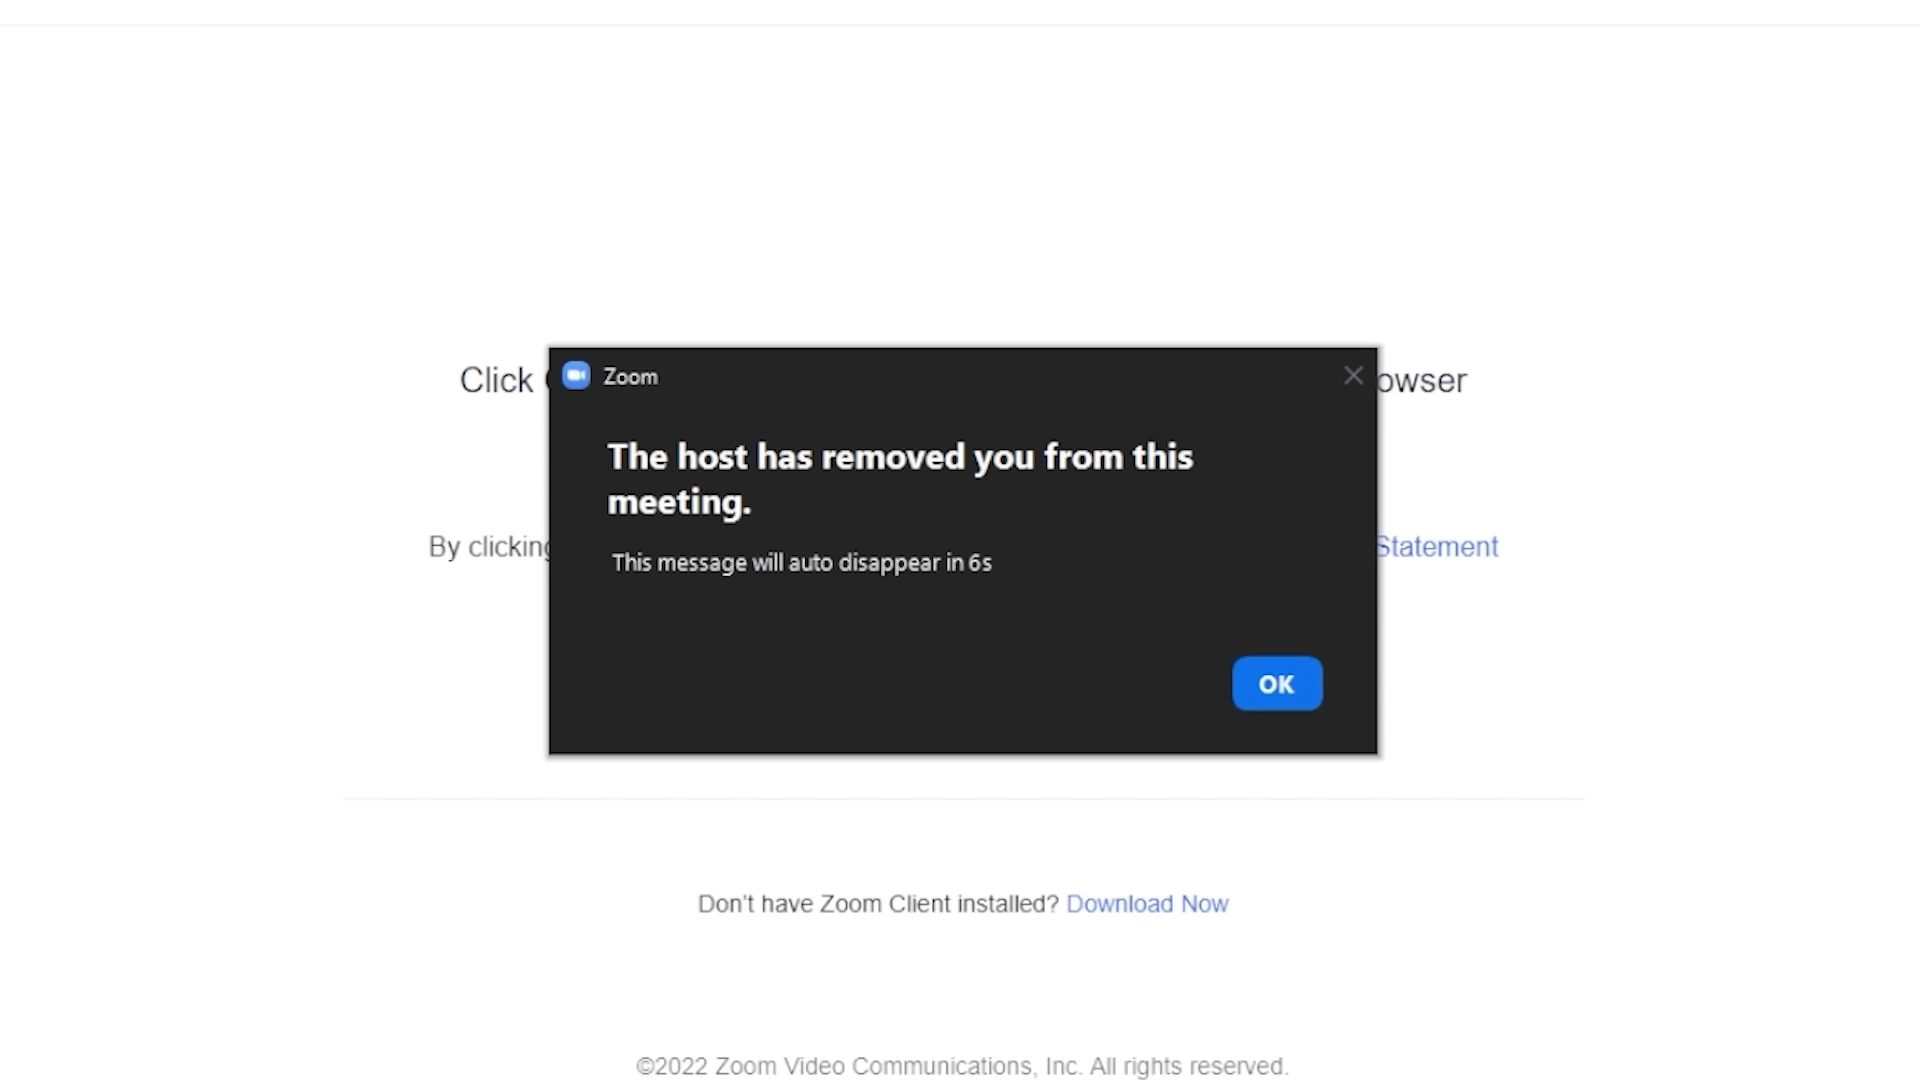 Zoom
Click
owser
The host has removed you from this
meeting.
By clicking
Statement
This message will auto disappear in 6s
OK
Don't have Zoom Client installed? Download Now
©2022 Zoom Video Communications, Inc. All rights reserved.